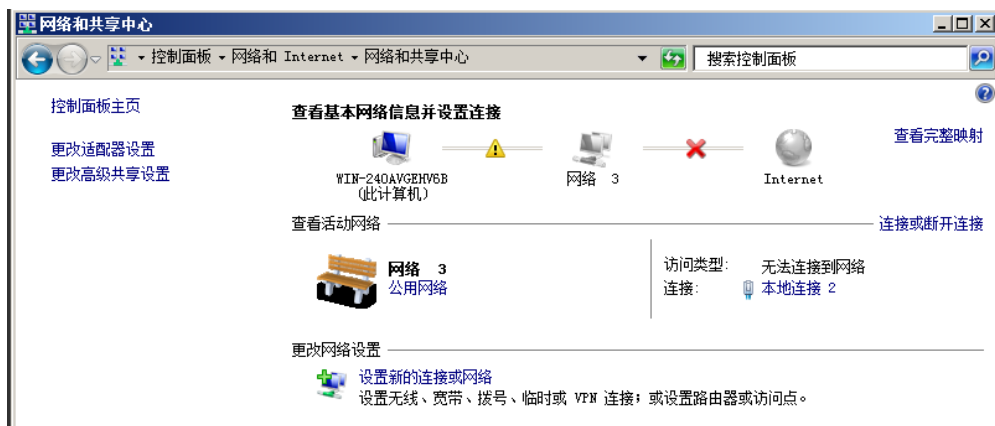 网络和共享中心
控制面板 网络和 Internet 网络和共享中心 搜索控制面板
控制面板主页
更改适配器设置
更改高级共享设置
查看基本网络信息并设置连接
查看完整映射
WIN-240AVGEHV6B
(此计算机)
网络 3
Internet
查看活动网络
连接或断开连接
网络 3
公用网络
访问类型: 无法连接到网络
连接: 本地连接 2
更改网络设置
设置新的连接或网络
设置无线、宽带、拨号、临时或 VPN 连接；或设置路由器或访问点。